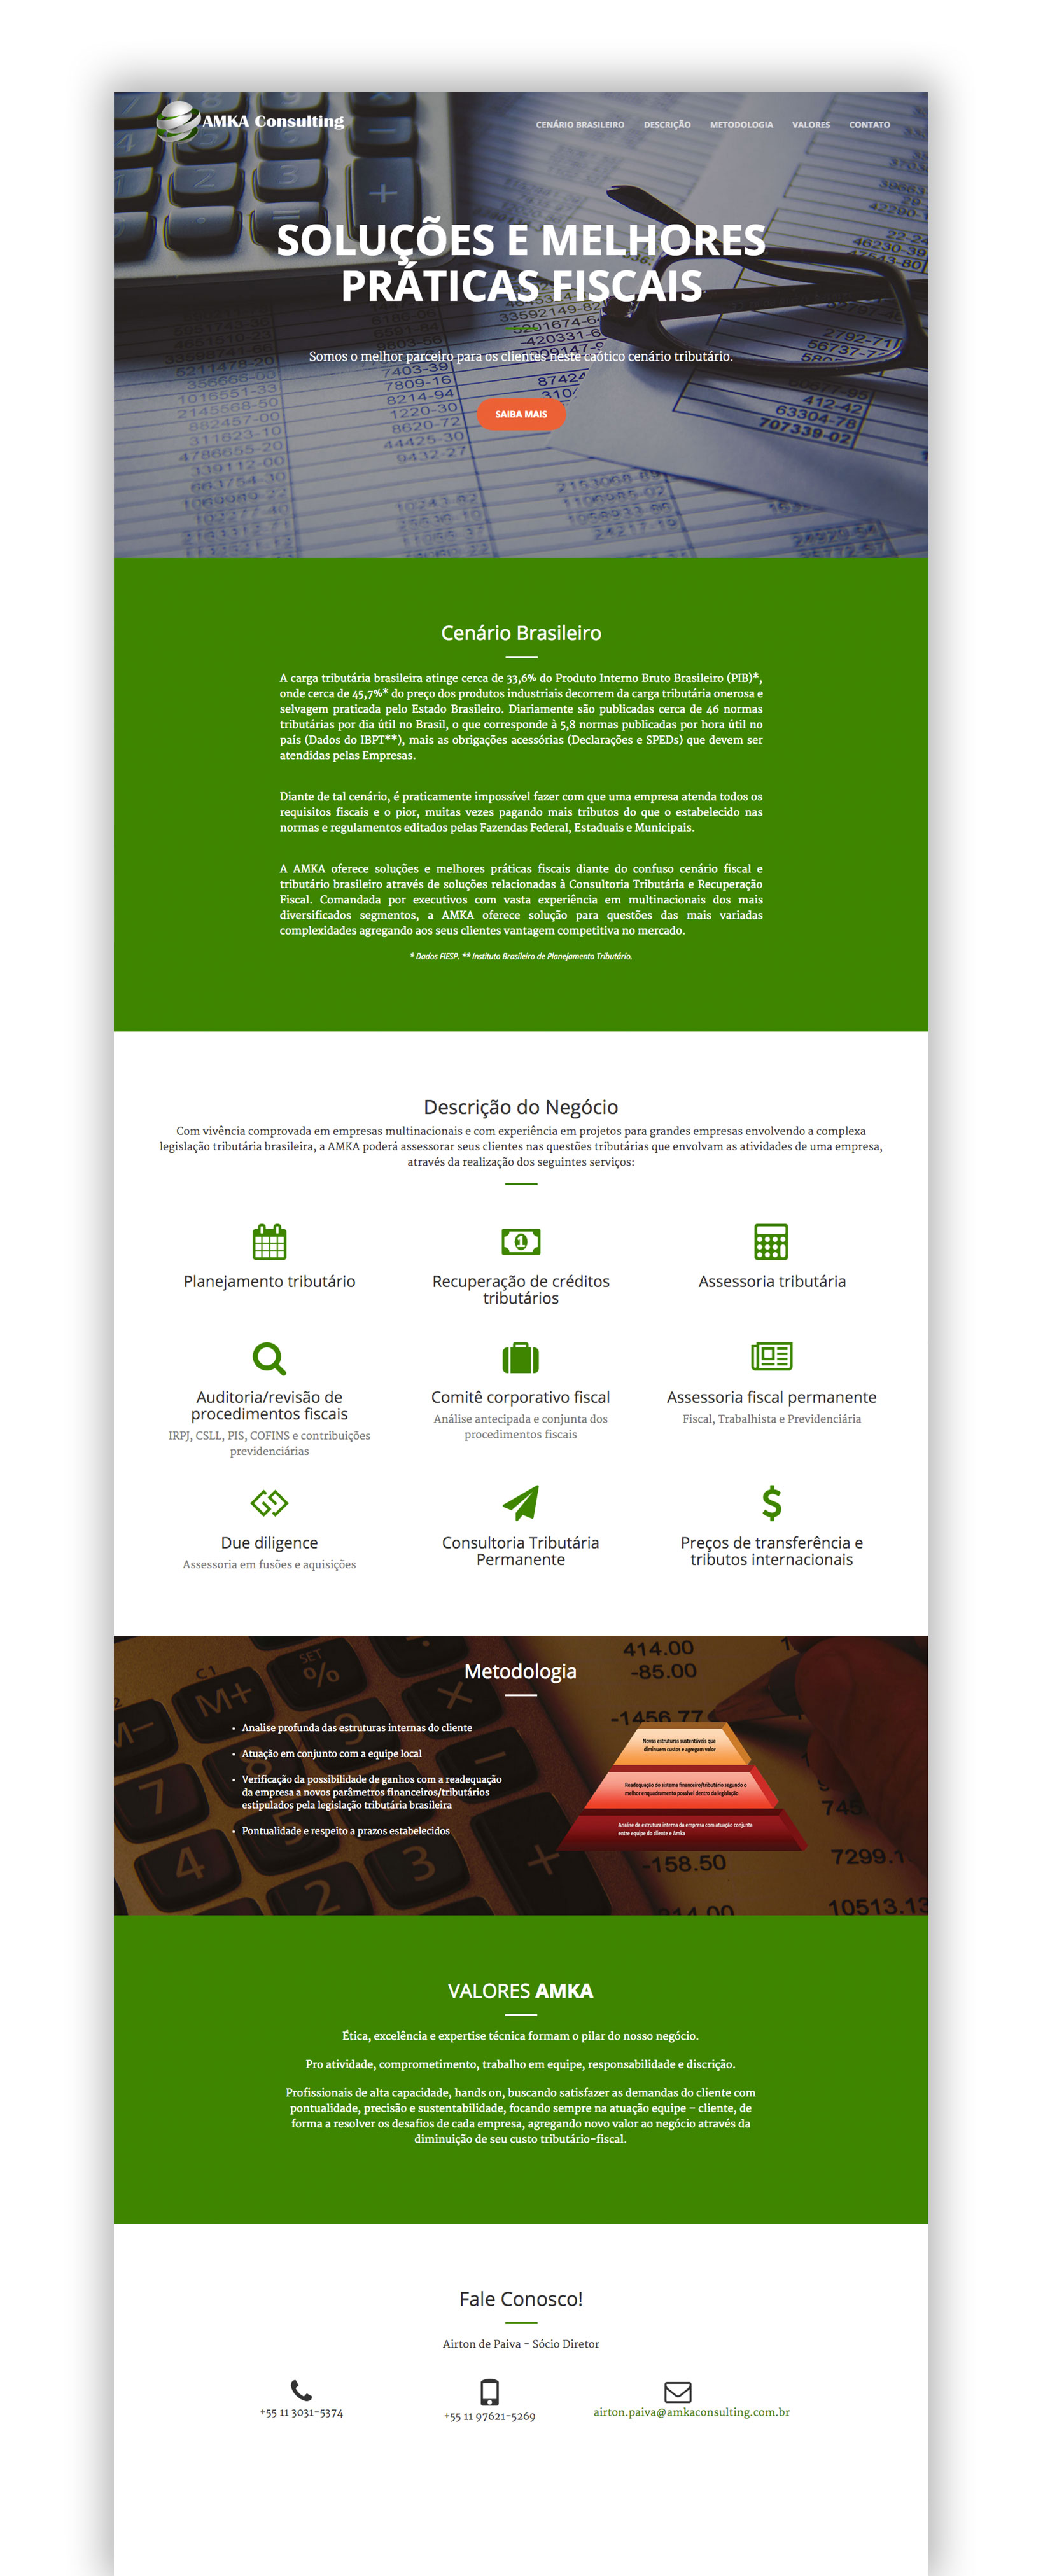 AMKA Consulting
CENÁRIO BRASILEIRO DESCRIÇÃO METODOLOGIA VALORES CONTATO
SOLUÇÕES E MELHORES
PRÁTICAS FISCAIS
Somos o melhor parceiro para os clientes neste caótico cenário tributário.
SAIBA MAIS
Cenário Brasileiro
A carga tributária brasileira atinge cerca de 33,6% do Produto Interno Bruto Brasileiro (PIB)*,
onde cerca de 45,7%* do preço dos produtos industriais decorrem da carga tributária onerosa e
selvagem praticada pelo Estado Brasileiro. Diariamente são publicadas cerca de 46 normas
tributárias por dia útil no Brasil, o que corresponde à 5,8 normas publicadas por hora útil no
país (Dados do IBPT**), mais as obrigações acessórias (Declarações e SPEDs) que devem ser
atendidas pelas Empresas.
Diante de tal cenário, é praticamente impossível fazer com que uma empresa atenda todos os
requisitos fiscais e o pior, muitas vezes pagando mais tributos do que o estabelecido nas
normas e regulamentos editados pelas Fazendas Federal, Estaduais e Municipais.
A AMKA oferece soluções e melhores práticas fiscais diante do confuso cenário fiscal e
tributário brasileiro através de soluções relacionadas à Consultoria Tributária e Recuperação
Fiscal. Comandada por executivos com vasta experiência em multinacionais dos mais
diversificados segmentos, a AMKA oferece solução para questões das mais variadas
complexidades agregando aos seus clientes vantagem competitiva no mercado.
* Dados FIESP. ** Instituto Brasileiro de Planejamento Tributário.
Descrição do Negócio
Com vivência comprovada em empresas multinacionais e com experiência em projetos para grandes empresas envolvendo a complexa
legislação tributária brasileira, a AMKA poderá assessorar seus clientes nas questões tributárias que envolvam as atividades de uma empresa,
através da realização dos seguintes serviços:
Planejamento tributário
Recuperação de créditos
tributários
Assessoria tributária
Auditoria/revisão de
procedimentos fiscais
IRPJ, CSLL, PIS, COFINS e contribuições
previdenciárias
Comitê corporativo fiscal
Análise antecipada e conjunta dos
procedimentos fiscais
Assessoria fiscal permanente
Fiscal, Trabalhista e Previdenciária
Due diligence
Assessoria em fusões e aquisições
Consultoria Tributária
Permanente
Preços de transferência e
tributos internacionais
Metodologia
• Analise profunda das estruturas internas do cliente
• Atuação em conjunto com a equipe local
• Verificação da possibilidade de ganhos com a readequação
da empresa a novos parâmetros financeiros/tributários
estipulados pela legislação tributária brasileira
• Pontualidade e respeito a prazos estabelecidos
Novas estruturas sustentáveis que
diminuem custos e agregam valor
Readequação do sistema financeiro/tributário segundo o
melhor enquadramento possível dentro da legislação
Analise da estrutura interna da empresa com atuação conjunta
entre equipe do cliente e Amka
414.00
-85.00
-1456.77
745
-158.50
7299.1
914.00
10513.13
VALORES AMKA
Ética, excelência e expertise técnica formam o pilar do nosso negócio.
Pro atividade, comprometimento, trabalho em equipe, responsabilidade e discrição.
Profissionais de alta capacidade, hands on, buscando satisfazer as demandas do cliente com
pontualidade, precisão e sustentabilidade, focando sempre na atuação equipe – cliente, de
forma a resolver os desafios de cada empresa, agregando novo valor ao negócio através da
diminuição de seu custo tributário-fiscal.
Fale Conosco!
Airton de Paiva - Sócio Diretor
+55 11 3031-5374
+55 11 97621-5269
airton.paiva@amkaconsulting.com.br